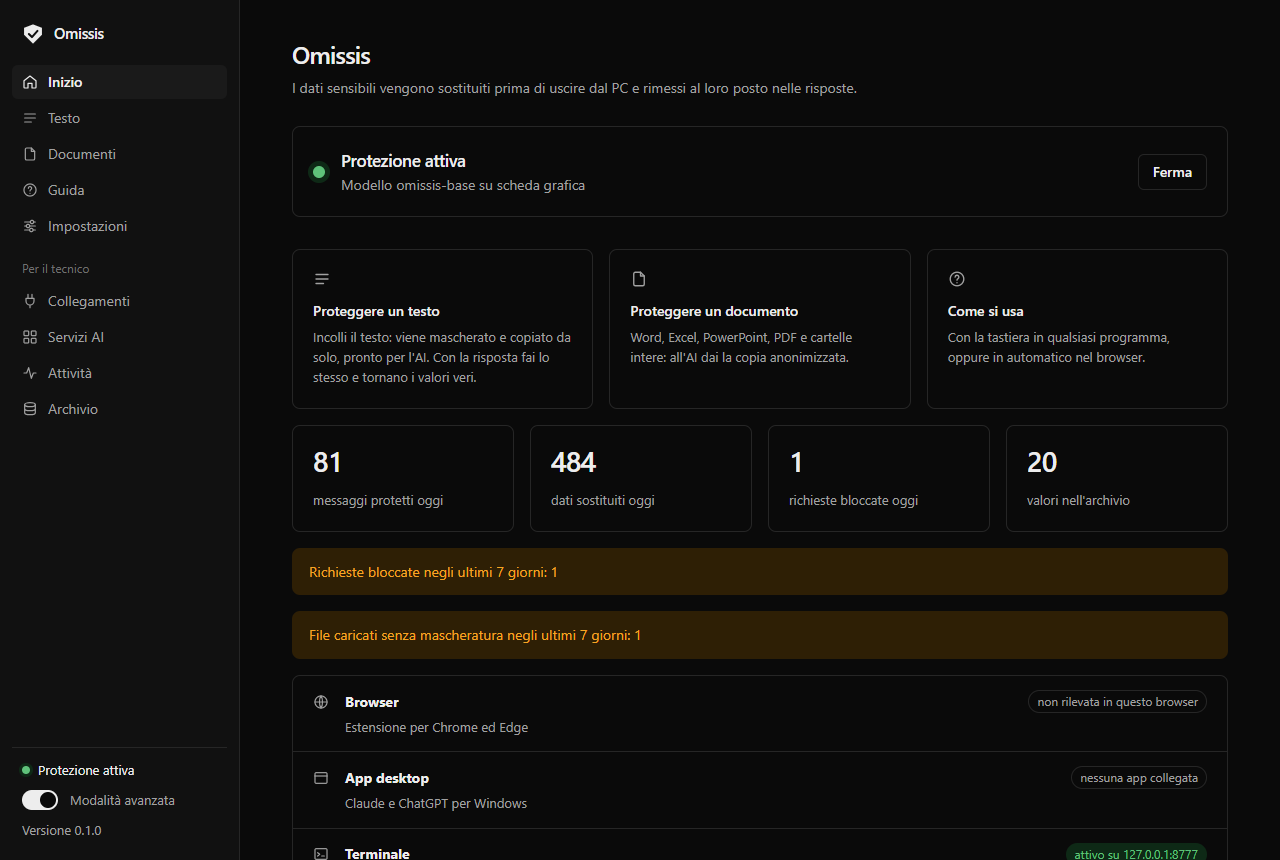 Omissis
Inizio
Testo
Documenti
Guida
Impostazioni
Per il tecnico
Collegamenti
Servizi AI
Attività
Archivio
Protezione attiva
Modalità avanzata
Versione 0.1.0
Omissis
I dati sensibili vengono sostituiti prima di uscire dal PC e rimessi al loro posto nelle risposte.
Protezione attiva
Modello omissis-base su scheda grafica
Ferma
Proteggere un testo
Incolli il testo: viene mascherato e copiato da
solo, pronto per l'AI. Con la risposta fai lo
stesso e tornano i valori veri.
Proteggere un documento
Word, Excel, PowerPoint, PDF e cartelle
intere: all'AI dai la copia anonimizzata.
Come si usa
Con la tastiera in qualsiasi programma,
oppure in automatico nel browser.
81
messaggi protetti oggi
484
dati sostituiti oggi
1
richieste bloccate oggi
20
valori nell'archivio
Richieste bloccate negli ultimi 7 giorni: 1
File caricati senza mascheratura negli ultimi 7 giorni: 1
Browser
Estensione per Chrome ed Edge
non rilevata in questo browser
App desktop
Claude e ChatGPT per Windows
nessuna app collegata
Terminale
attivo su 127.0.0.1:8777